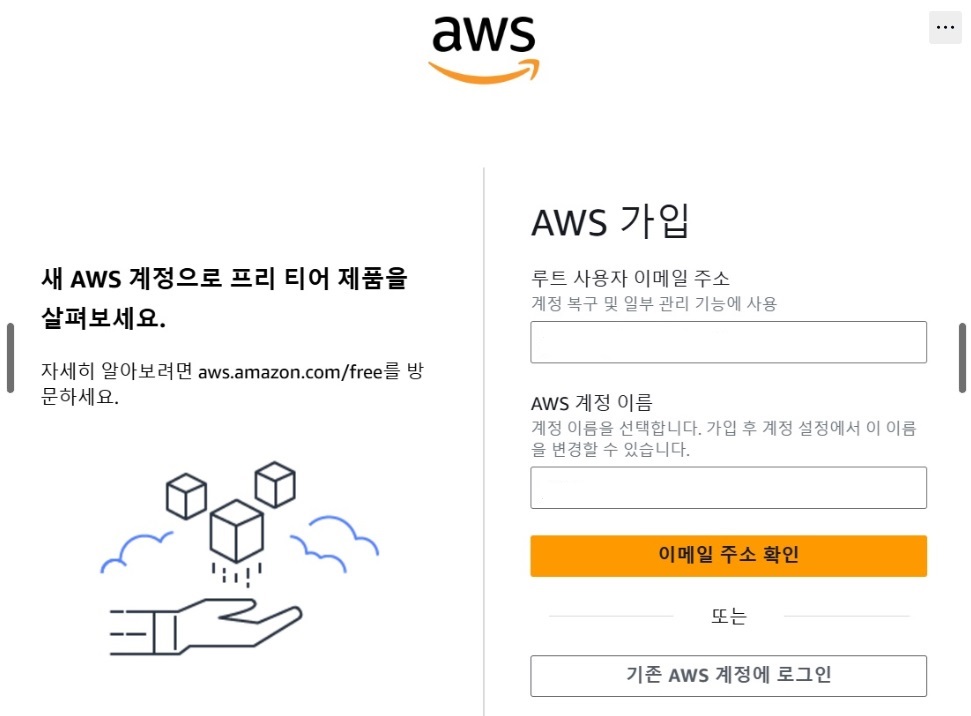 aws
새 AWS 계정으로 프리 티어 제품을
살펴보세요.
자세히 알아보려면 aws.amazon.com/free를 방
문하세요.
AWS 가입
루트 사용자 이메일 주소
계정 복구 및 일부 관리 기능에 사용
AWS 계정 이름
계정 이름을 선택합니다. 가입 후 계정 설정에서 이 이름
을 변경할 수 있습니다.
이메일 주소 확인
또는
기존 AWS 계정에 로그인